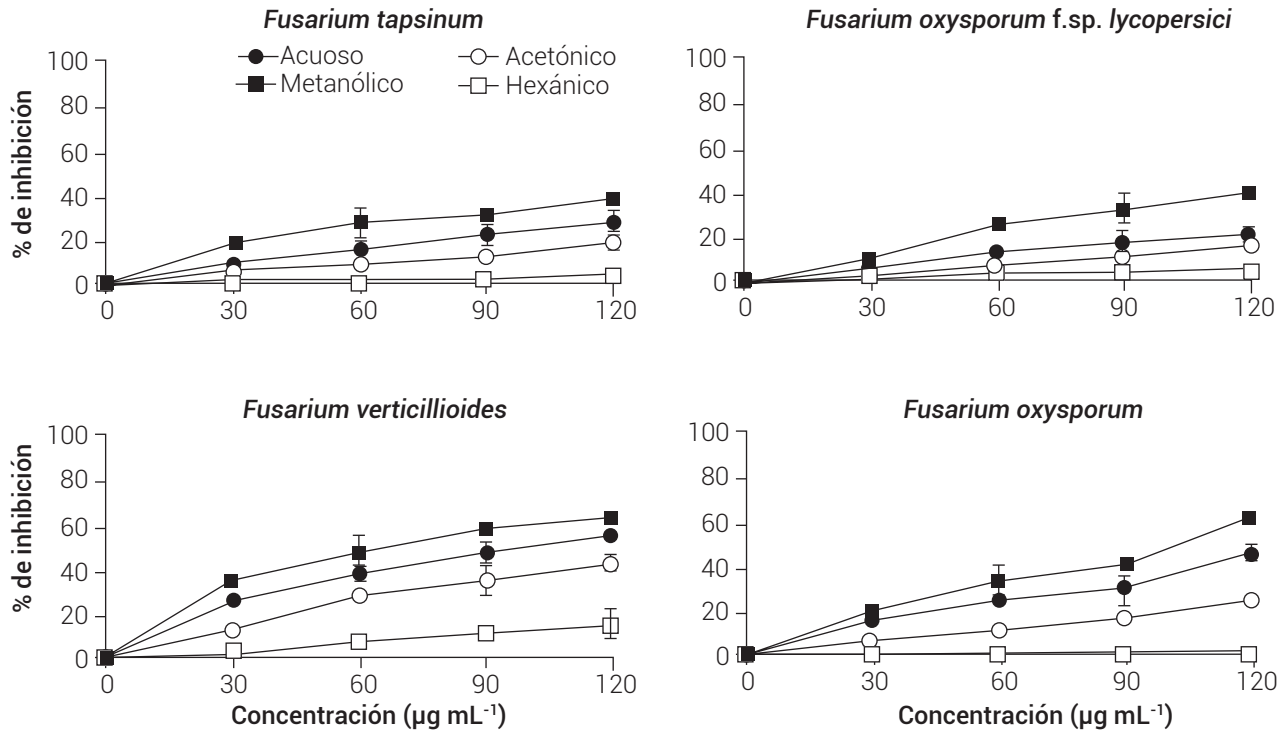 Fusarium tapsinum
Acuoso
Acetónico
Metanólico
Hexánico
% de inhibición
100
80
60
40
20
0
0 30 60 90 120
Fusarium oxysporum f.sp. lycopersici
100
80
60
40
20
0
0 30 60 90 120
Fusarium verticillioides
% de inhibición
100
80
60
40
20
0
0 30 60 90 120
Concentración (µg mL-1)
Fusarium oxysporum
100
80
60
40
20
0
0 30 60 90 120
Concentración (µg mL-1)